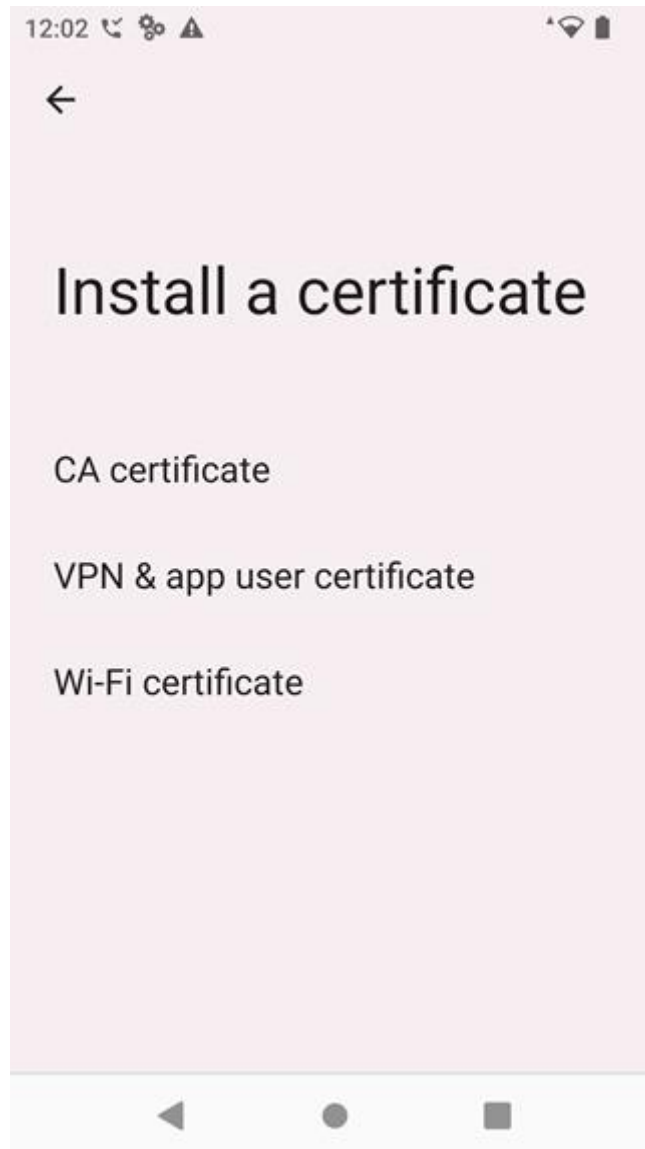 12:02
Install a certificate
CA certificate
VPN & app user certificate
Wi-Fi certificate